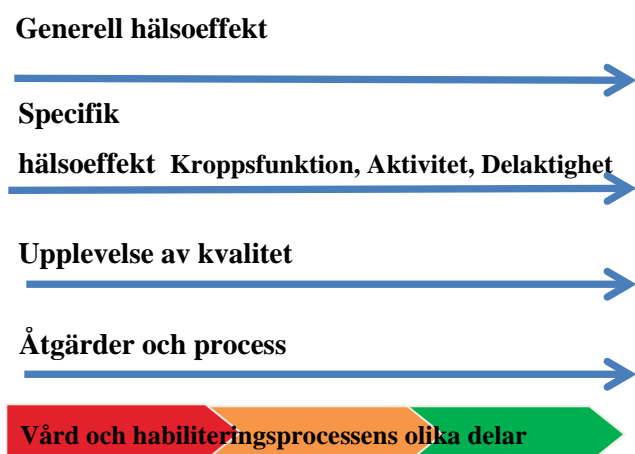 Generell hälsoeffekt
Specifik
hälsoeffekt Kroppsfunktion, Aktivitet, Delaktighet
Upplevelse av kvalitet
Åtgärder och process
Vård och habiliteringsprocessens olika delar